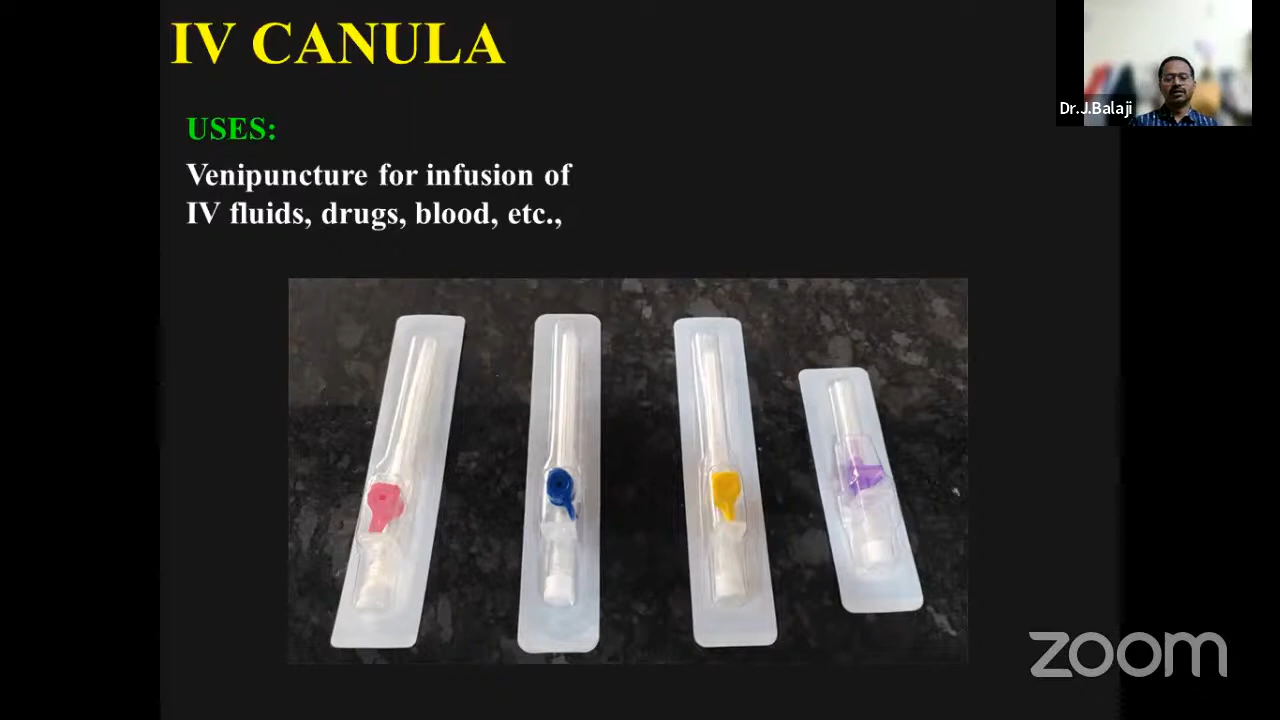 IV CANULA
USES:
Venipuncture for infusion of
IV fluids, drugs, blood, etc.,
Dr.J.Balaji
zoom